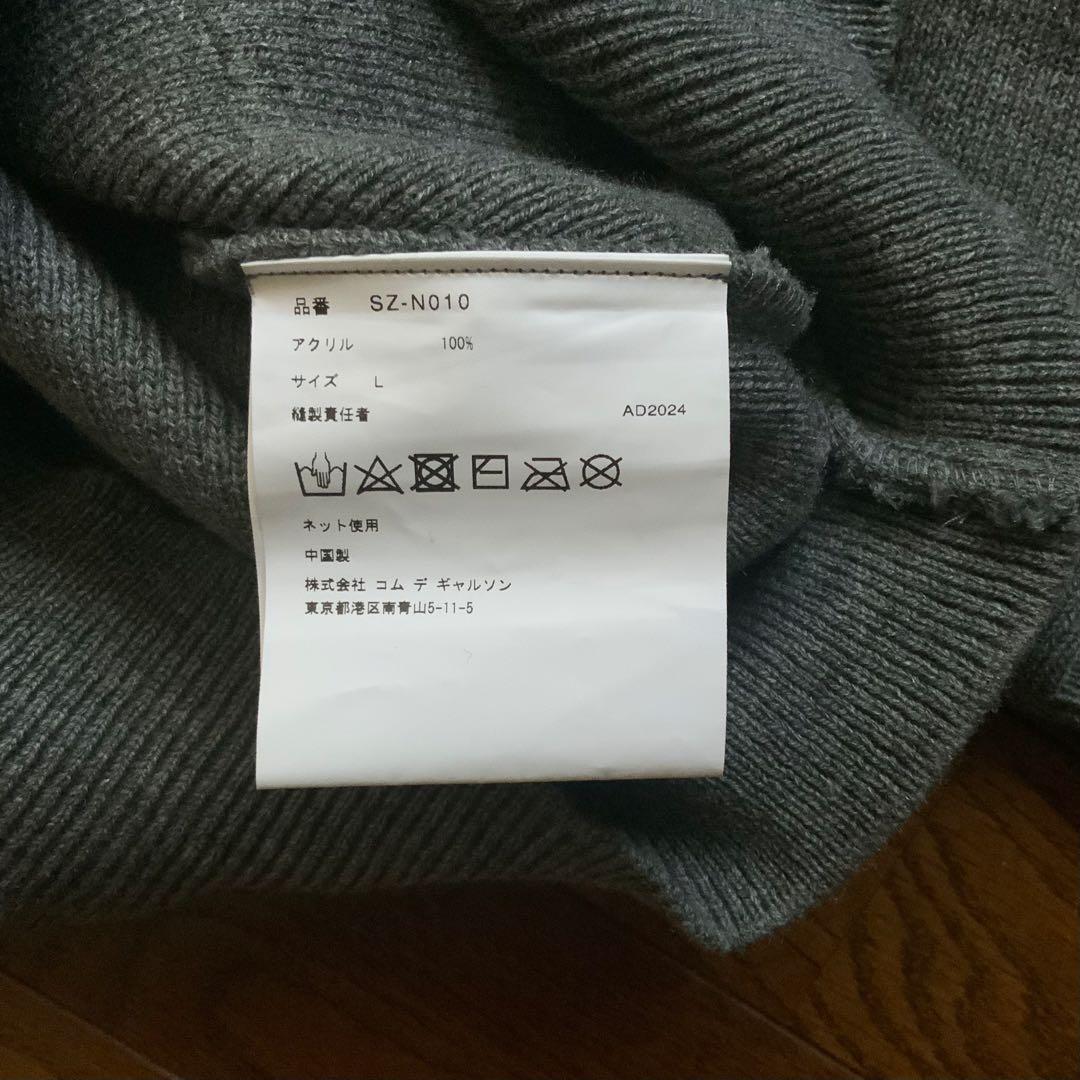 品番 SZ-N010
アクリル 100%
サイズ L
縫製責任者 AD2024
ネット使用
中国製
株式会社 コム デ ギャルソン
東京都港区南青山5-11-5